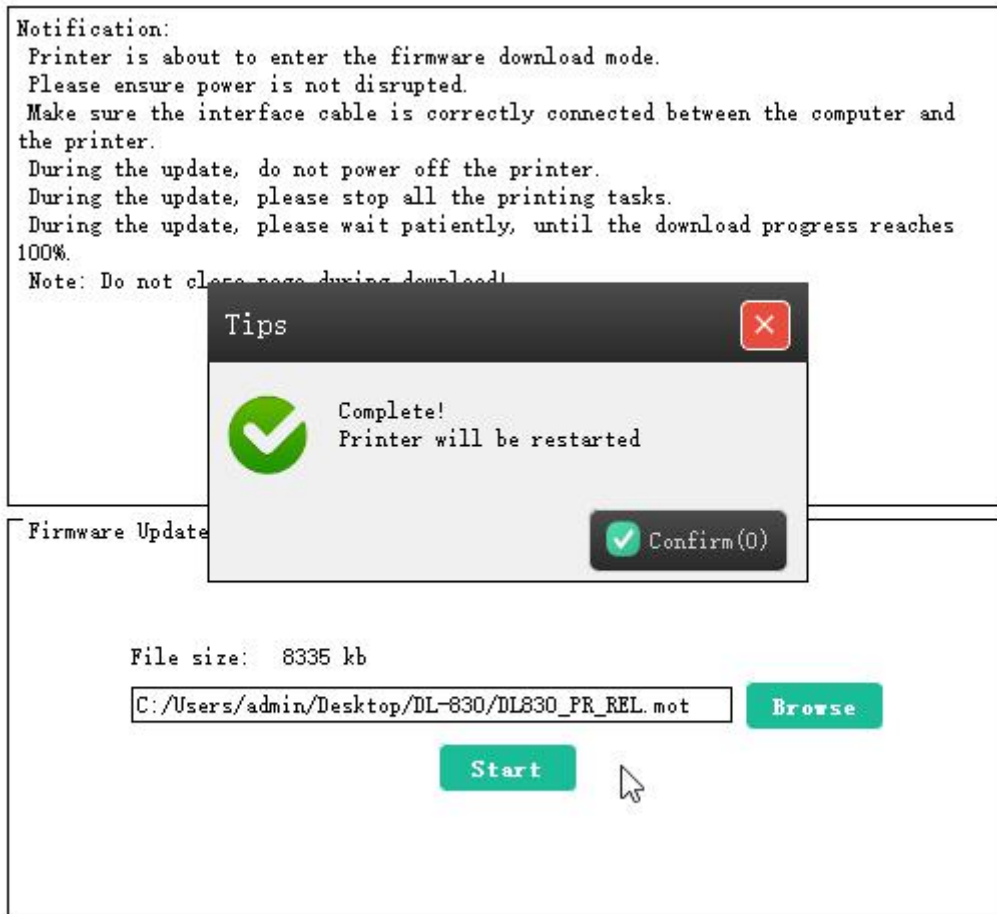 Notification:
Printer is about to enter the firmware download mode.
Please ensure power is not disrupted.
Make sure the interface cable is correctly connected between the computer and
the printer.
During the update, do not power off the printer.
During the update, please stop all the printing tasks.
During the update, please wait patiently, until the download progress reaches
100%.
Note: Do not close page during download!
Tips
Complete!
Printer will be restarted
Confirm(O)
Firmware Update
File size: 8335 kb
C:/Users/admin/Desktop/DL-830/DL830_PR_REL.mot
Browse
Start